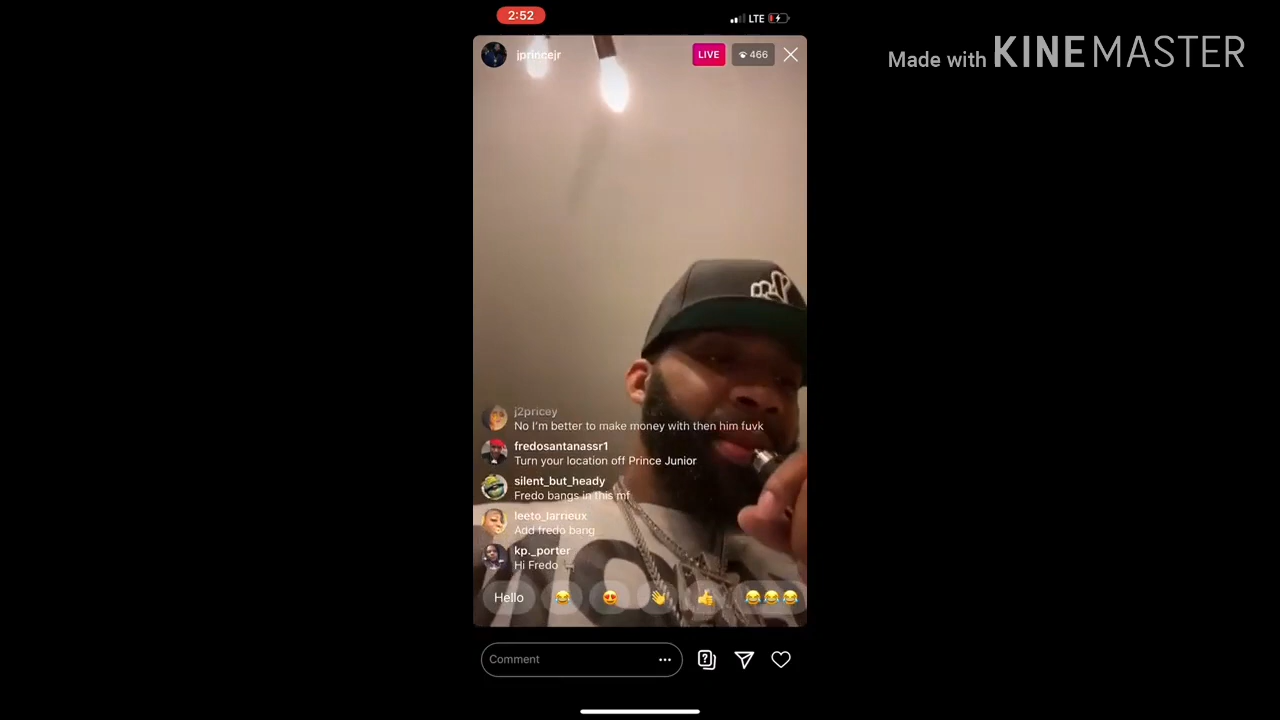 2:52
LTE
jprincejr
LIVE
466
Made with KINEMASTER
j2pricey
No I'm better to make money with then him fuvk
fredosantanassr1
Turn your location off Prince Junior
silent_but_heady
Fredo bangs in this mf
leeto_larrieux
Add fredo bang
kp._porter
Hi Fredo
Hello
Comment